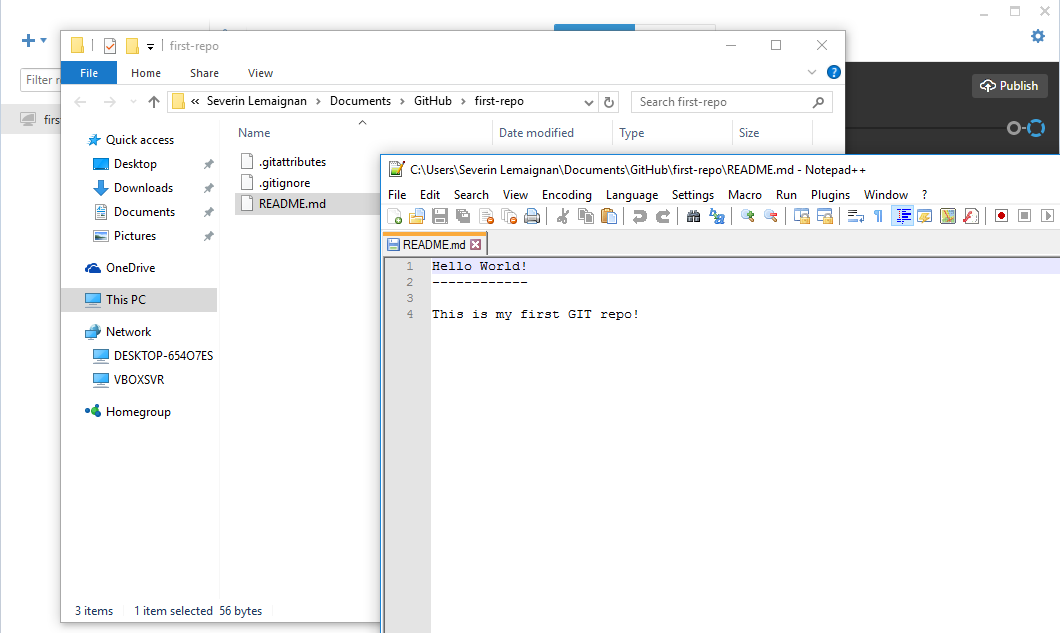 first-repo
File Home Share View
Filter
Publish
« Severin Lemaignan > Documents > GitHub > first-repo
Search first-repo
Quick access
Desktop
Downloads
Documents
Pictures
OneDrive
This PC
Network
DESKTOP-654O7ES
VBOXSVR
Homegroup
Name Date modified Type Size
.gitattributes
.gitignore
README.md
3 items 1 item selected 56 bytes
C:\Users\Severin Lemaignan\Documents\GitHub\first-repo\README.md - Notepad++
File Edit Search View Encoding Language Settings Macro Run Plugins Window ?
README.md
1 Hello World!
2 ------------
3
4 This is my first GIT repo!